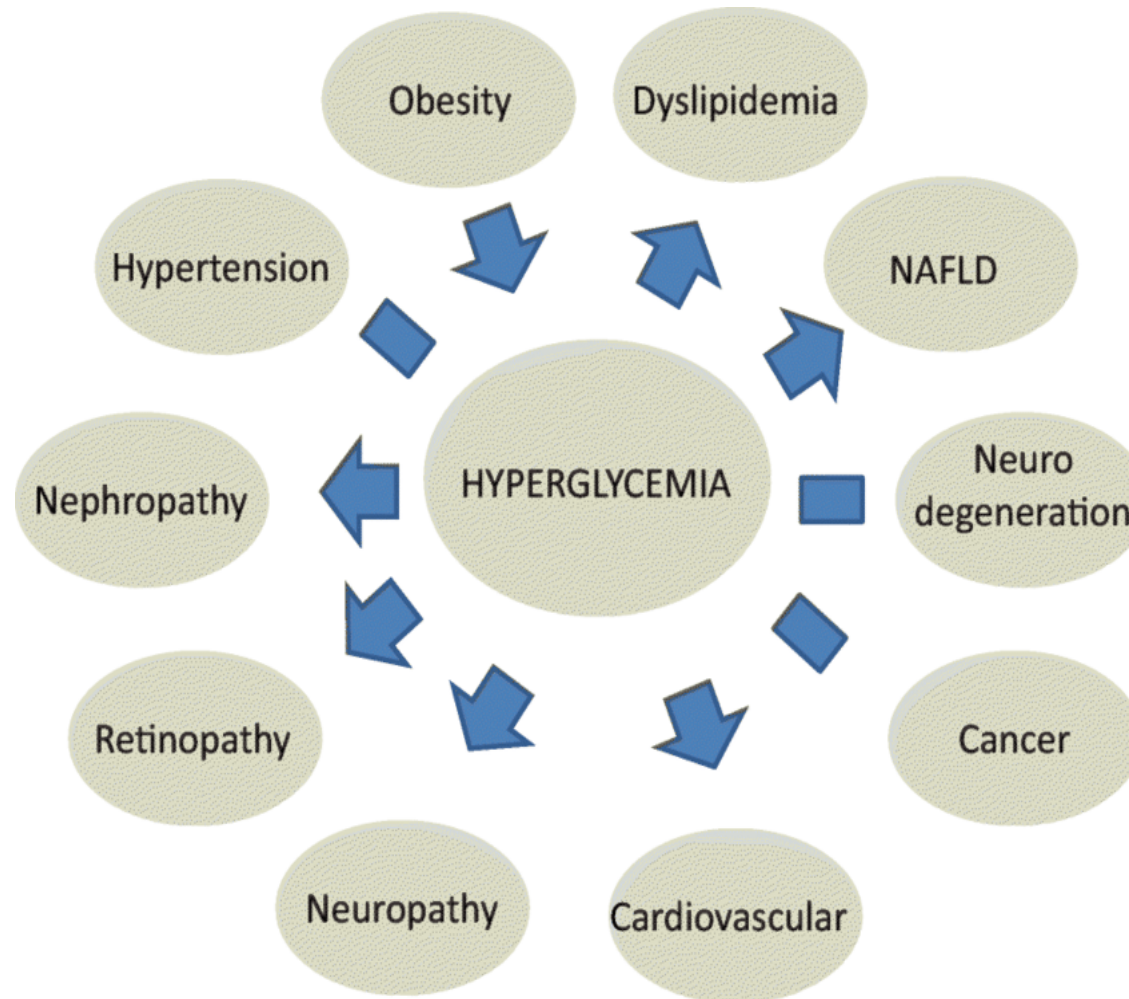 Obesity
Dyslipidemia
Hypertension
NAFLD
HYPERGLYCEMIA
Nephropathy
Neuro
degeneration
Retinopathy
Cancer
Neuropathy
Cardiovascular